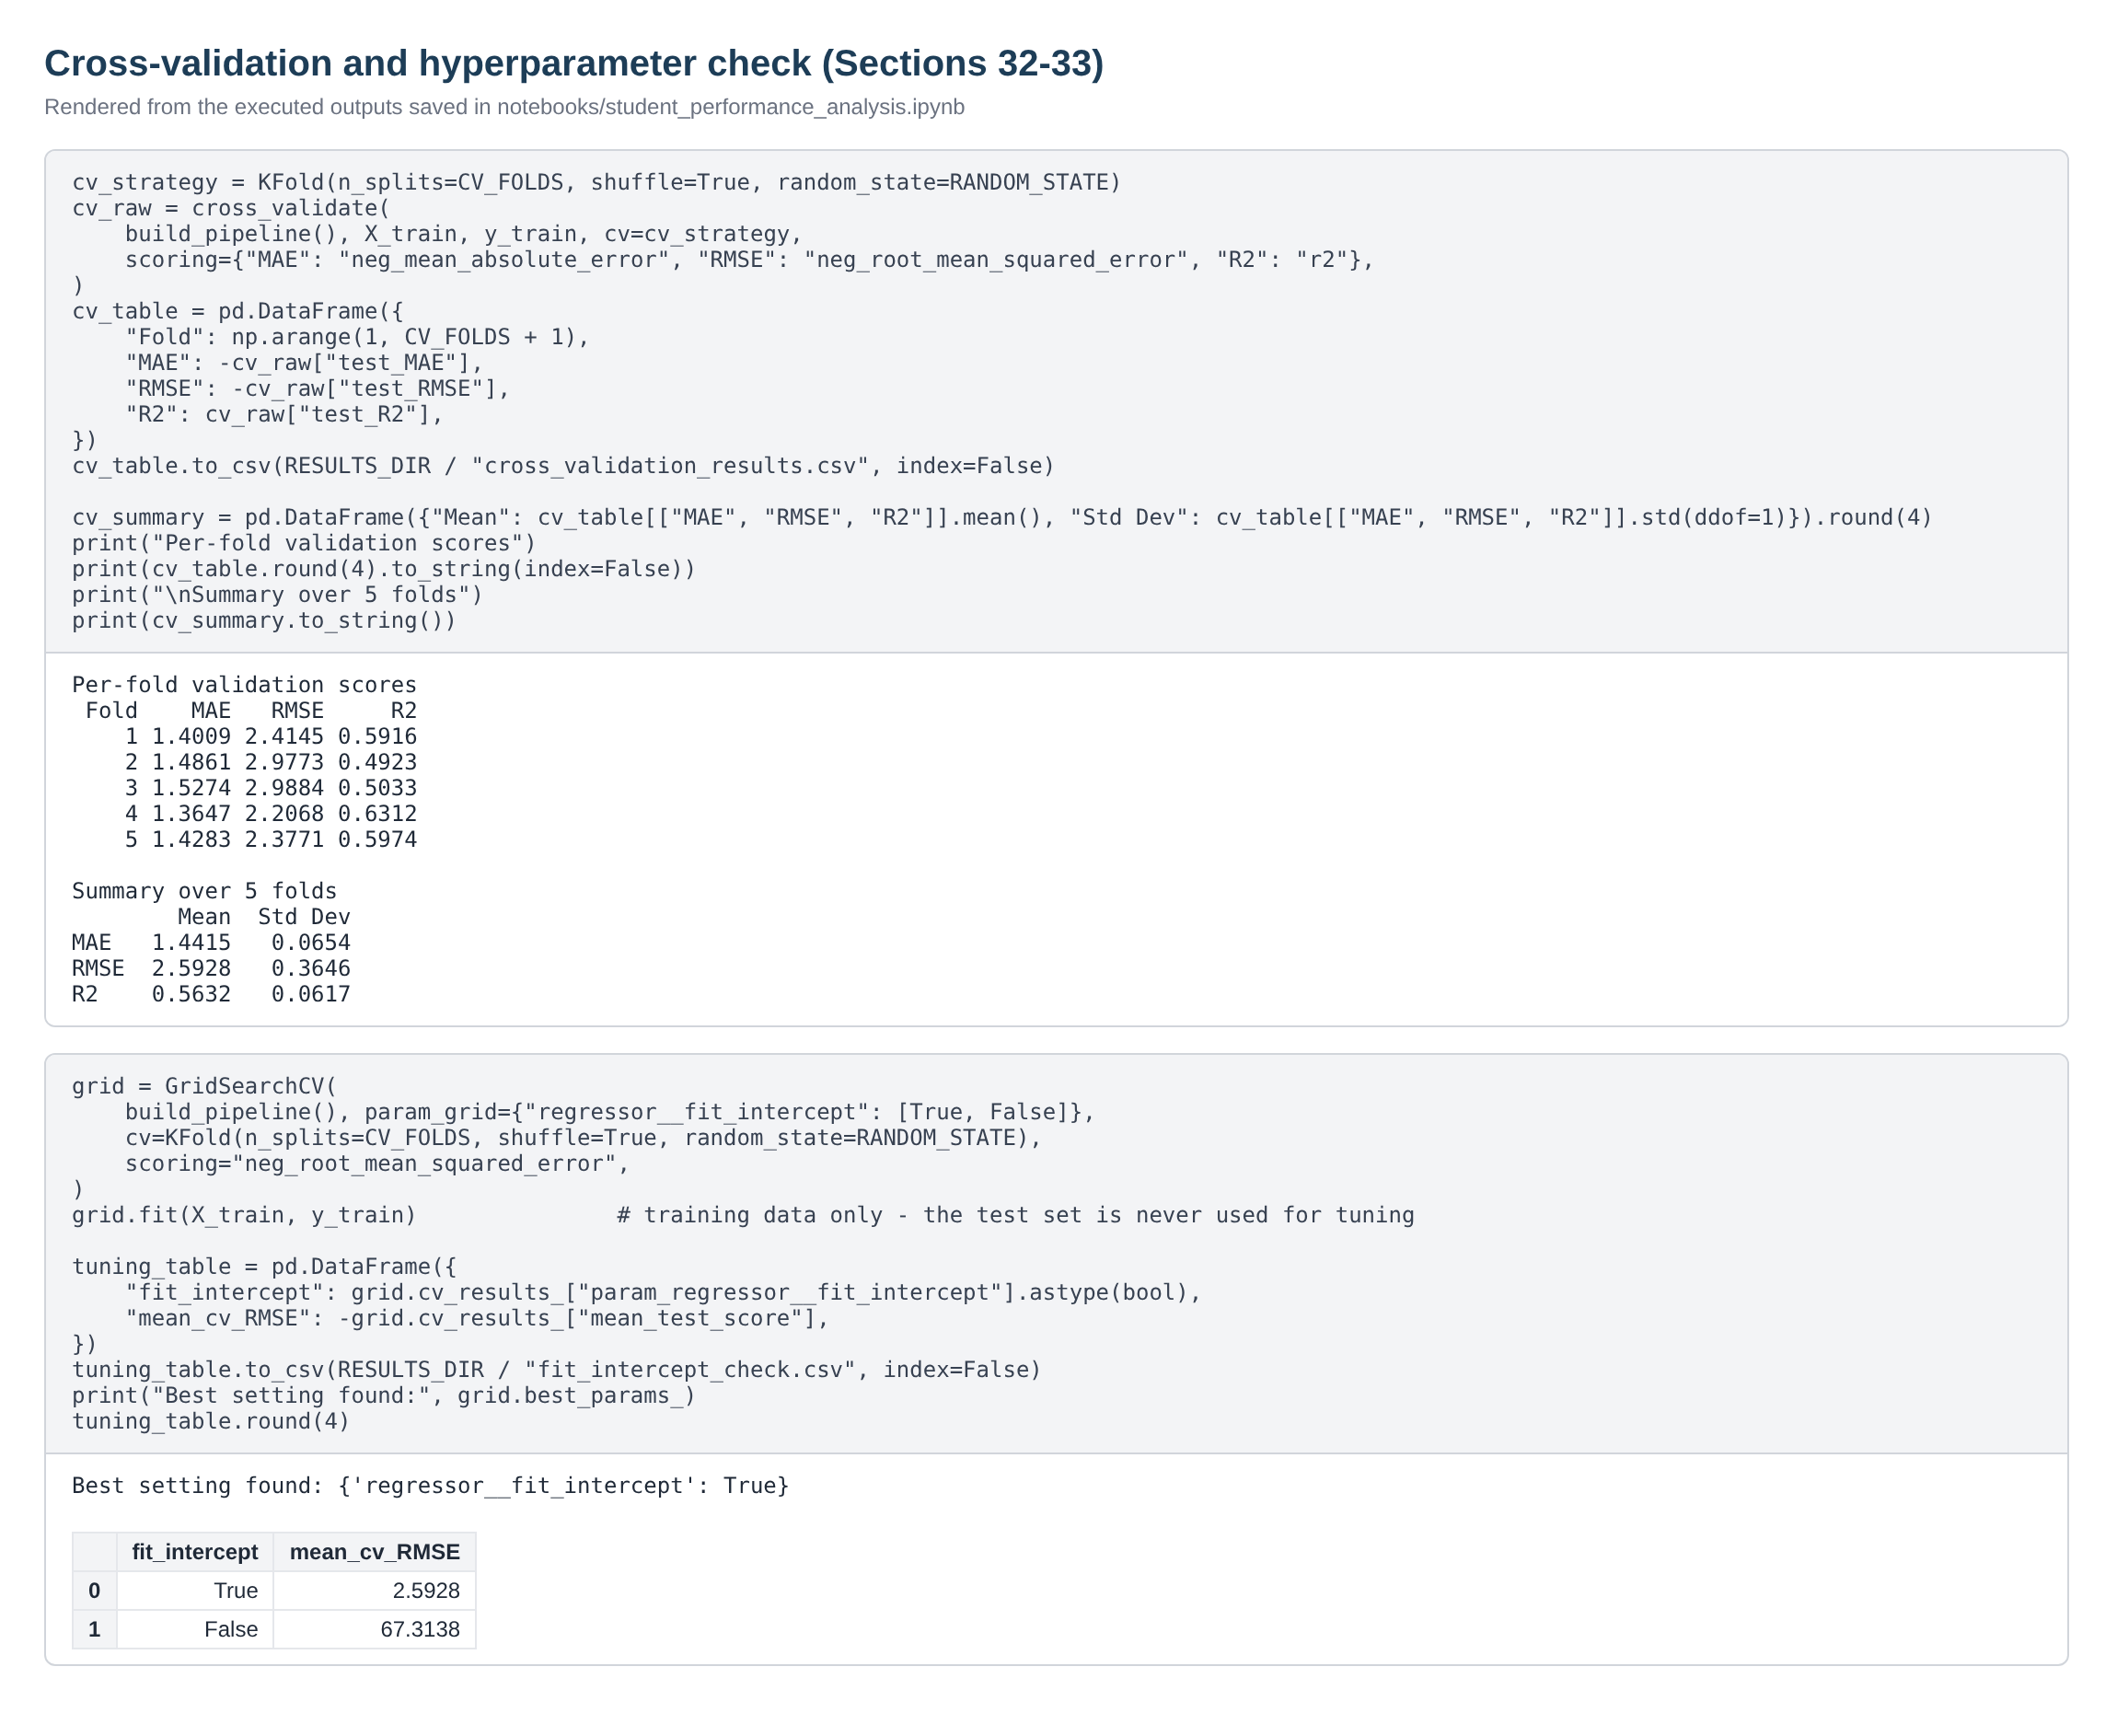 Cross-validation and hyperparameter check (Sections 32-33)
Rendered from the executed outputs saved in notebooks/student_performance_analysis.ipynb
cv_strategy = KFold(n_splits=CV_FOLDS, shuffle=True, random_state=RANDOM_STATE)
cv_raw = cross_validate(
    build_pipeline(), X_train, y_train, cv=cv_strategy,
    scoring={"MAE": "neg_mean_absolute_error", "RMSE": "neg_root_mean_squared_error", "R2": "r2"},
)
cv_table = pd.DataFrame({
    "Fold": np.arange(1, CV_FOLDS + 1),
    "MAE": -cv_raw["test_MAE"],
    "RMSE": -cv_raw["test_RMSE"],
    "R2": cv_raw["test_R2"],
})
cv_table.to_csv(RESULTS_DIR / "cross_validation_results.csv", index=False)

cv_summary = pd.DataFrame({"Mean": cv_table[["MAE", "RMSE", "R2"]].mean(), "Std Dev": cv_table[["MAE", "RMSE", "R2"]].std(ddof=1)}).round(4)
print("Per-fold validation scores")
print(cv_table.round(4).to_string(index=False))
print("\nSummary over 5 folds")
print(cv_summary.to_string())
Per-fold validation scores
 Fold    MAE   RMSE     R2
    1 1.4009 2.4145 0.5916
    2 1.4861 2.9773 0.4923
    3 1.5274 2.9884 0.5033
    4 1.3647 2.2068 0.6312
    5 1.4283 2.3771 0.5974

Summary over 5 folds
        Mean  Std Dev
MAE   1.4415   0.0654
RMSE  2.5928   0.3646
R2    0.5632   0.0617
grid = GridSearchCV(
    build_pipeline(), param_grid={"regressor__fit_intercept": [True, False]},
    cv=KFold(n_splits=CV_FOLDS, shuffle=True, random_state=RANDOM_STATE),
    scoring="neg_root_mean_squared_error",
)
grid.fit(X_train, y_train)               # training data only - the test set is never used for tuning

tuning_table = pd.DataFrame({
    "fit_intercept": grid.cv_results_["param_regressor__fit_intercept"].astype(bool),
    "mean_cv_RMSE": -grid.cv_results_["mean_test_score"],
})
tuning_table.to_csv(RESULTS_DIR / "fit_intercept_check.csv", index=False)
print("Best setting found:", grid.best_params_)
tuning_table.round(4)
Best setting found: {'regressor__fit_intercept': True}
fit_intercept mean_cv_RMSE
0 True 2.5928
1 False 67.3138